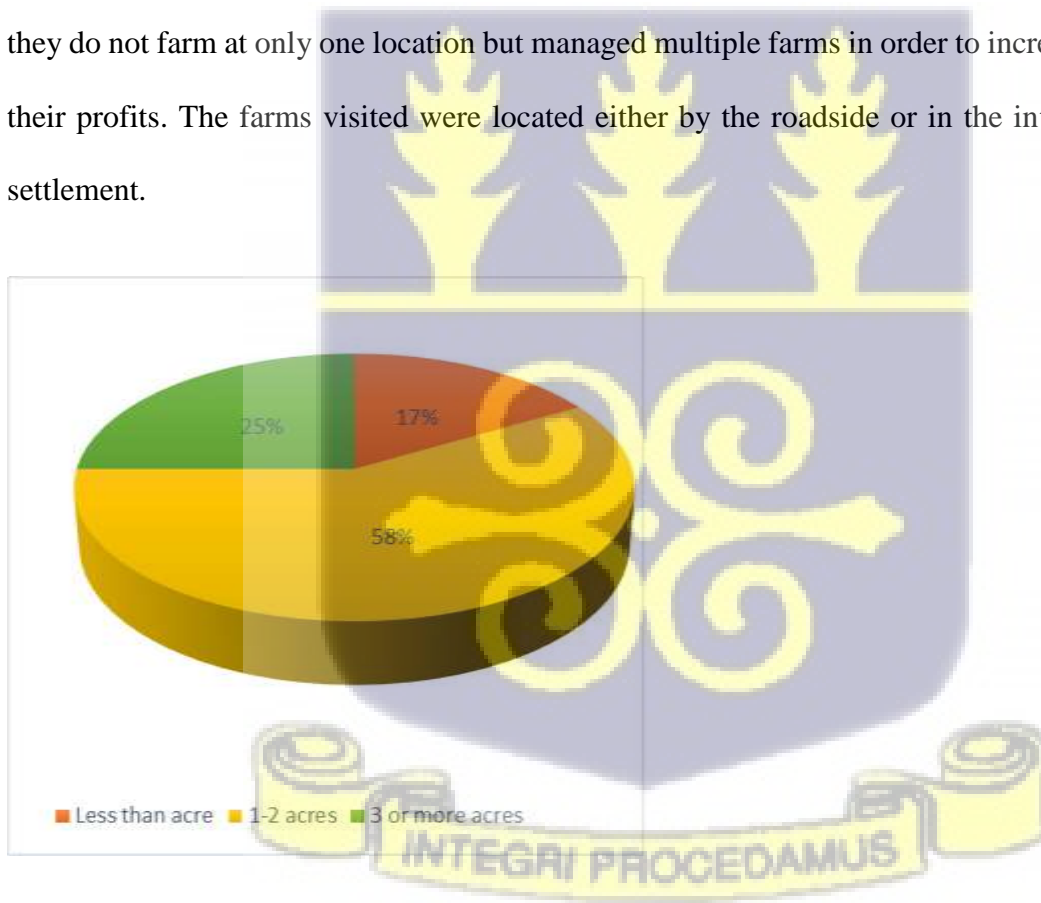 they do not farm at only one location but managed multiple farms in order to incre
their profits. The farms visited were located either by the roadside or in the in
settlement.
25%
17%
58%
Less than acre 1-2 acres 3 or more acres
INTEGRI PROCEDAMUS